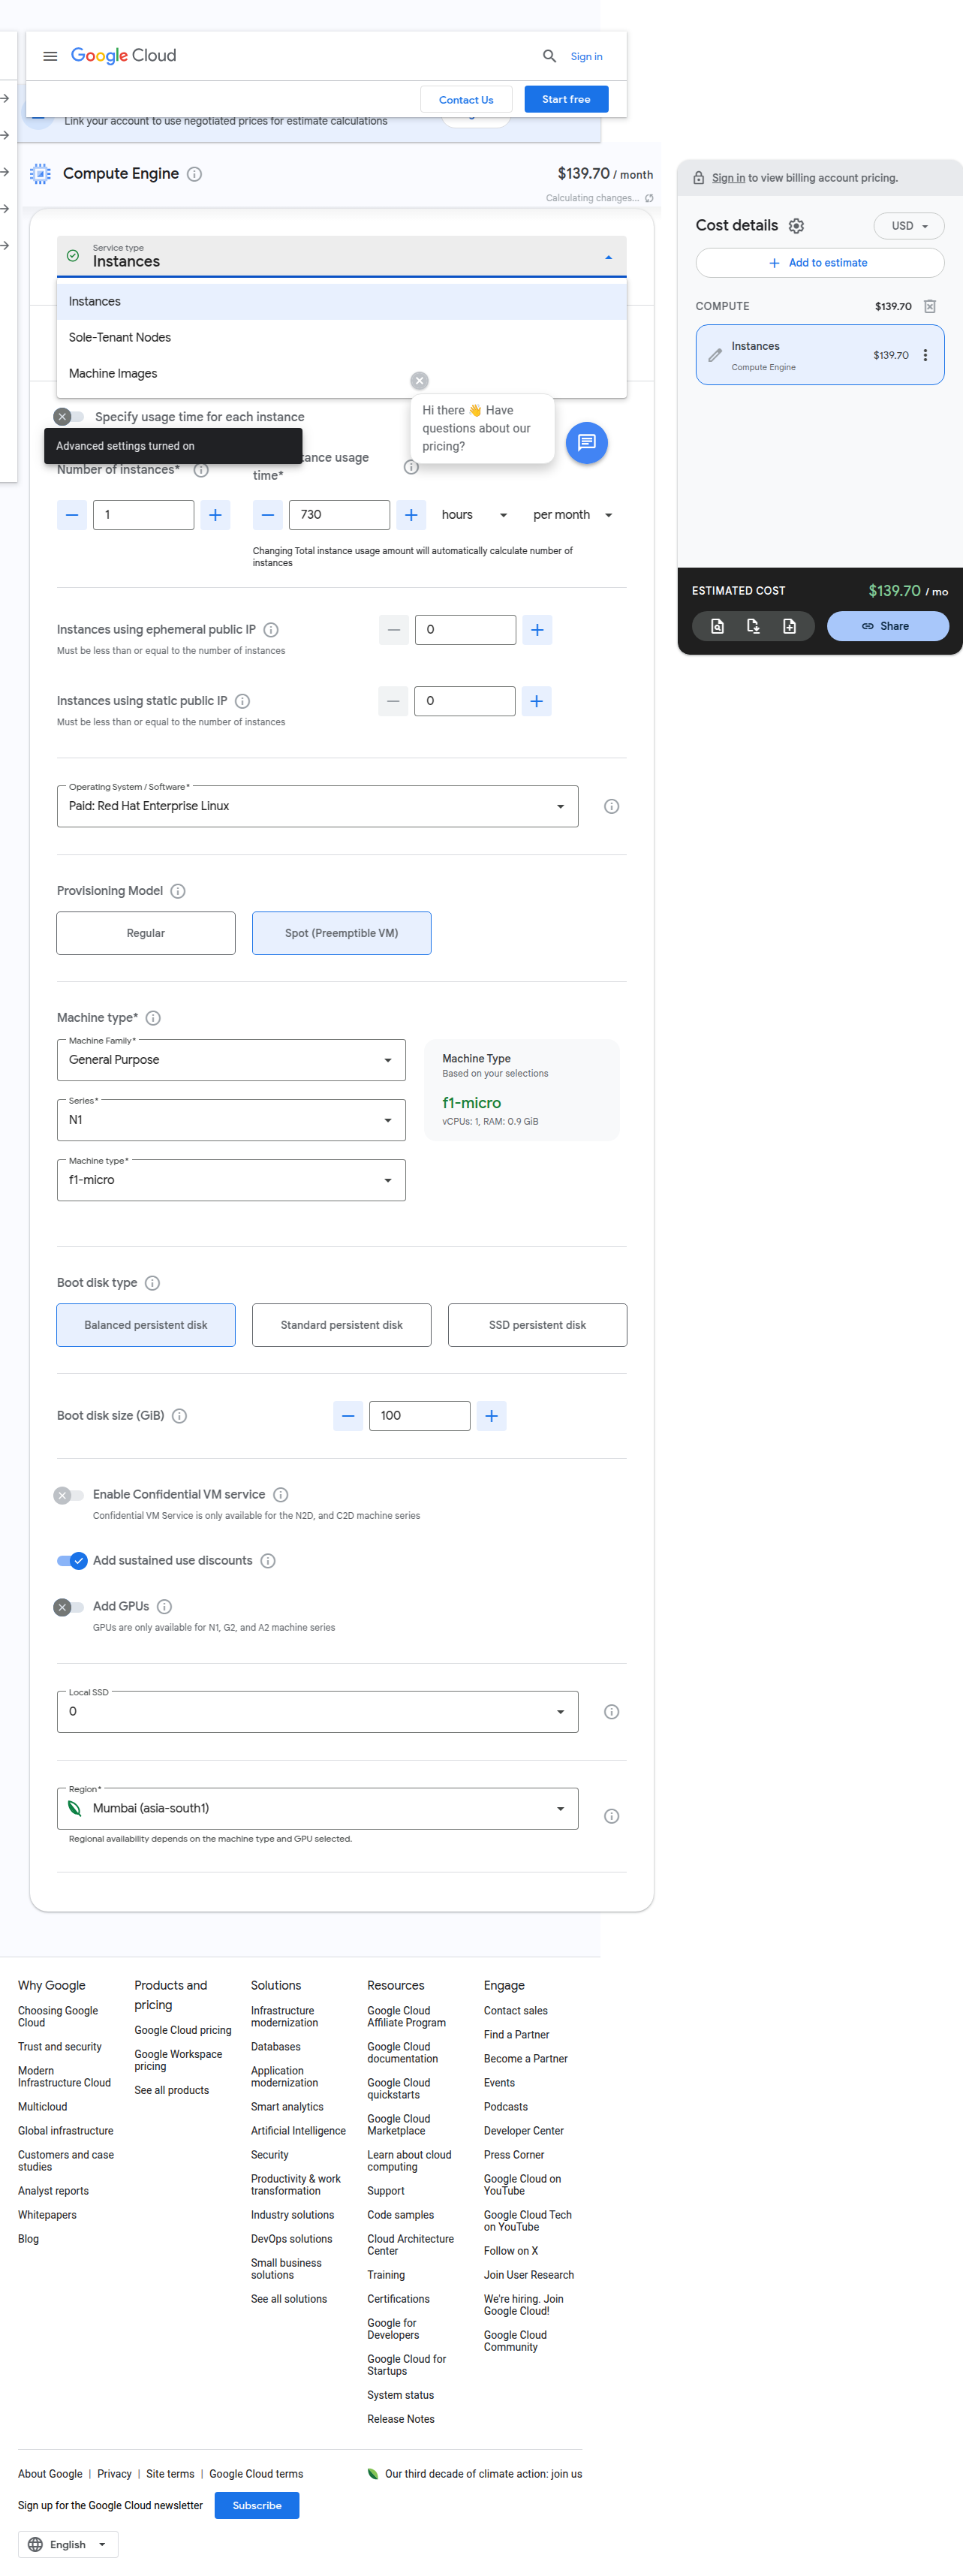 Google Cloud
Sign in
Contact Us
Start free
Link your account to use negotiated prices for estimate calculations
Compute Engine
$139.70 / month
Calculating changes...
Service type
Instances
Instances
Sole-Tenant Nodes
Machine Images
Specify usage time for each instance
Advanced settings turned on
Hi there 👋 Have
questions about our
pricing?
Number of instances*
usage
time*
1
730
hours
per month
Changing Total instance usage amount will automatically calculate number of
instances
Instances using ephemeral public IP
0
Must be less than or equal to the number of instances
Instances using static public IP
0
Must be less than or equal to the number of instances
Operating System / Software*
Paid: Red Hat Enterprise Linux
Provisioning Model
Regular
Spot (Preemptible VM)
Machine type*
Machine Family*
General Purpose
Series*
N1
Machine type*
f1-micro
Machine Type
Based on your selections
f1-micro
vCPUs: 1, RAM: 0.9 GiB
Boot disk type
Balanced persistent disk
Standard persistent disk
SSD persistent disk
Boot disk size (GiB)
100
Enable Confidential VM service
Confidential VM Service is only available for the N2D, and C2D machine series
Add sustained use discounts
Add GPUs
GPUs are only available for N1, G2, and A2 machine series
Local SSD
0
Region*
Mumbai (asia-south1)
Regional availability depends on the machine type and GPU selected.
Sign in to view billing account pricing.
Cost details
USD
Add to estimate
COMPUTE
$139.70
Instances
Compute Engine
$139.70
ESTIMATED COST
$139.70 / mo
Share
Why Google
Choosing Google
Cloud
Trust and security
Modern
Infrastructure Cloud
Multicloud
Global infrastructure
Customers and case
studies
Analyst reports
Whitepapers
Blog
Products and
pricing
Google Cloud pricing
Google Workspace
pricing
See all products
Solutions
Infrastructure
modernization
Databases
Application
modernization
Smart analytics
Artificial Intelligence
Security
Productivity & work
transformation
Industry solutions
DevOps solutions
Small business
solutions
See all solutions
Resources
Google Cloud
Affiliate Program
Google Cloud
documentation
Google Cloud
quickstarts
Google Cloud
Marketplace
Learn about cloud
computing
Support
Code samples
Cloud Architecture
Center
Training
Certifications
Google for
Developers
Google Cloud for
Startups
System status
Release Notes
Engage
Contact sales
Find a Partner
Become a Partner
Events
Podcasts
Developer Center
Press Corner
Google Cloud on
YouTube
Google Cloud Tech
on YouTube
Follow on X
Join User Research
We're hiring. Join
Google Cloud!
Google Cloud
Community
About Google | Privacy | Site terms | Google Cloud terms
Our third decade of climate action: join us
Sign up for the Google Cloud newsletter
Subscribe
English